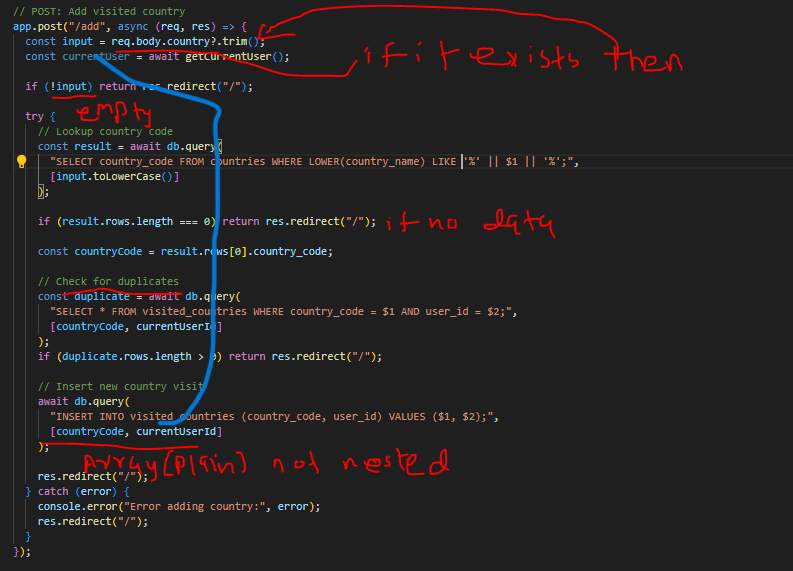 // POST: Add visited country
app.post("/add", async (req, res) => {
const input = req.body.country?.trim();
const currentUser = await getCurrentUser();
if it exists then
if (!input) return res.redirect("/");
empty
try {
// Lookup country code
const result = await db.query(
"SELECT country_code FROM countries WHERE LOWER(country_name) LIKE '%' || $1 || '%';",
[input.toLowerCase()]
);
if (result.rows.length === 0) return res.redirect("/");
if no data
const countryCode = result.rows[0].country_code;
// Check for duplicates
const duplicate = await db.query(
"SELECT * FROM visited_countries WHERE country_code = $1 AND user_id = $2;",
[countryCode, currentUserId]
);
if (duplicate.rows.length > 0) return res.redirect("/");
// Insert new country visit
await db.query(
"INSERT INTO visited_countries (country_code, user_id) VALUES ($1, $2);",
[countryCode, currentUserId]
);
Array(plain) not nested
res.redirect("/");
} catch (error) {
console.error("Error adding country:", error);
res.redirect("/");
}
});